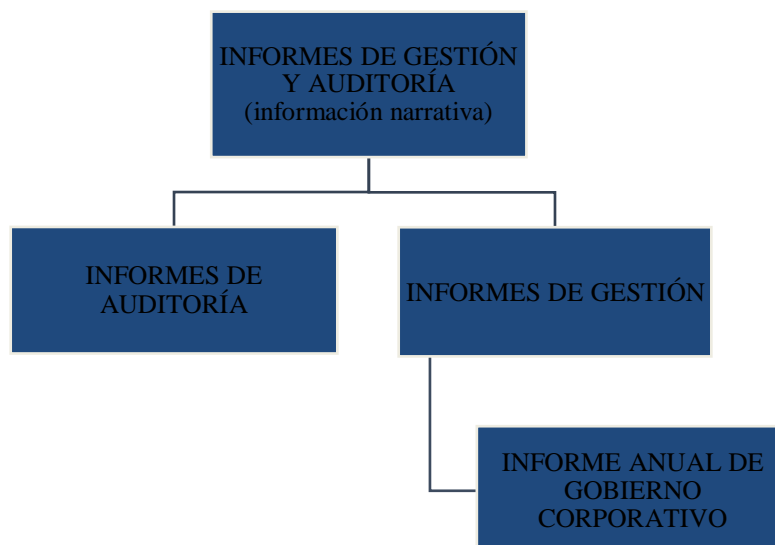 INFORMES DE GESTIÓN
Y AUDITORÍA
(información narrativa)
INFORMES DE
AUDITORÍA
INFORMES DE GESTIÓN
INFORME ANUAL DE
GOBIERNO
CORPORATIVO